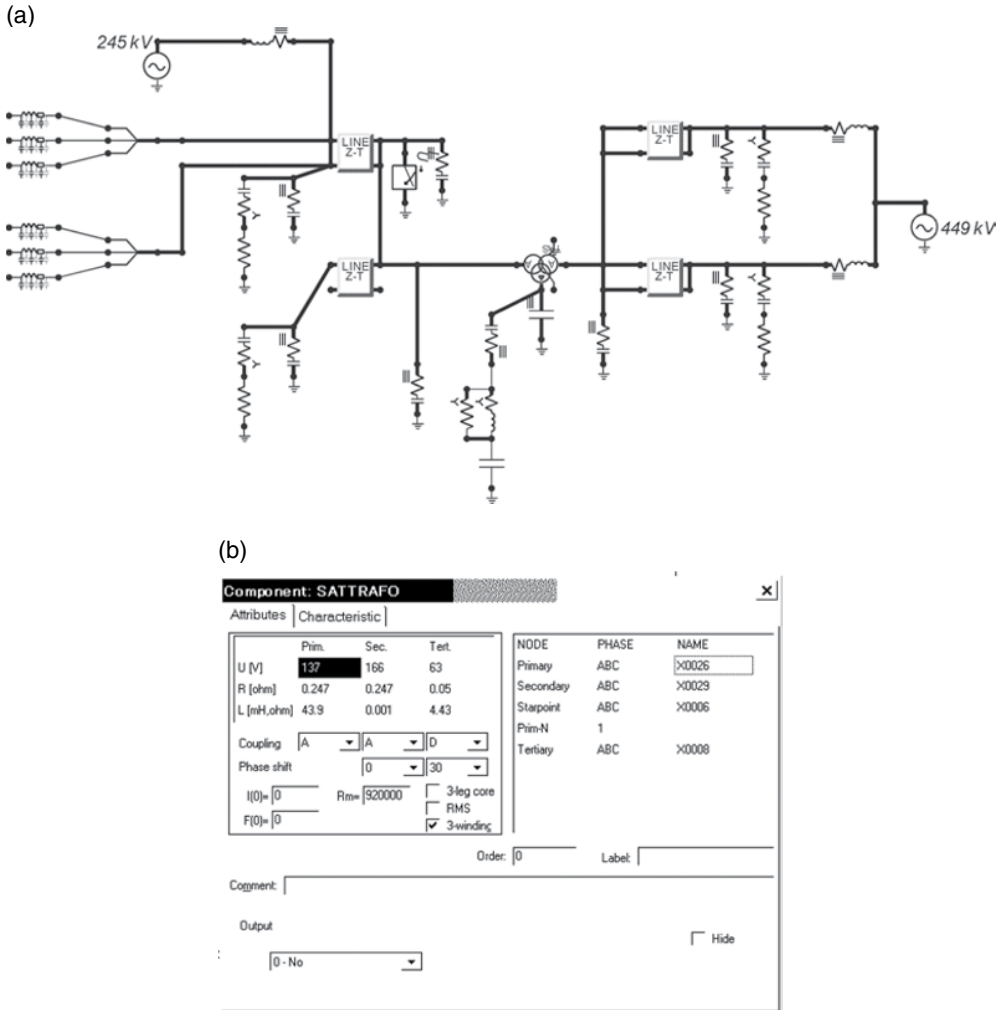 (a)
245 kV
LINE
Z-T
LINE
Z-T
LINE
Z-T
LINE
Z-T
449 kV
Y
Y
Y
Y
Y
Y
A
A
(b)
Component: SATTRAFO
Attributes
Characteristic
Prim. Sec. Tert.
U [V] 137 166 63
R [ohm] 0.247 0.247 0.05
L [mH,ohm] 43.9 0.001 4.43
Coupling A A D
Phase shift 0 30
I(0)= 0 Rm= 920000
F(0)= 0
3-leg core
RMS
3-winding
NODE PHASE NAME
Primary ABC X0026
Secondary ABC X0029
Starpoint ABC X0006
Prim-N 1
Tertiary ABC X0008
Order: 0 Label:
Comment:
Output
0 - No
Hide